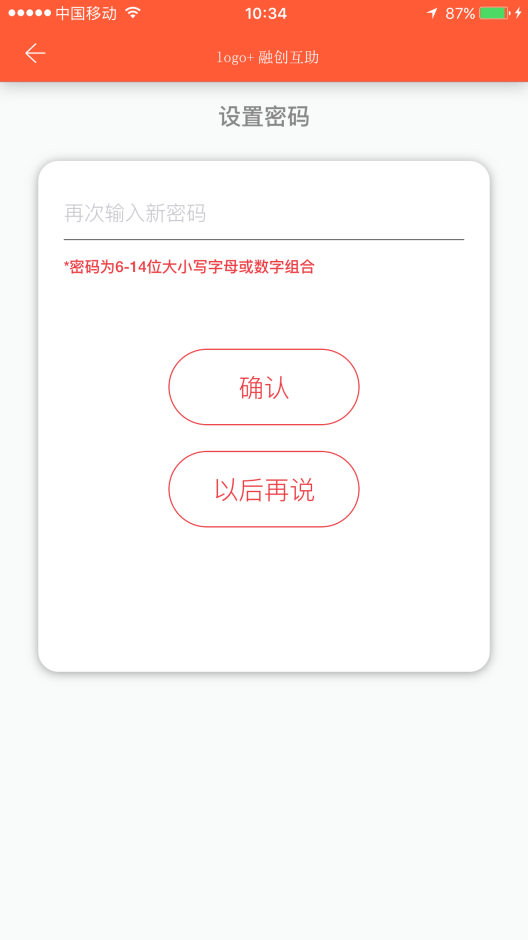 中国移动 10:34 87%
logo+ 融创互助
设置密码
再次输入新密码
*密码为6-14位大小写字母或数字组合
确认
以后再说